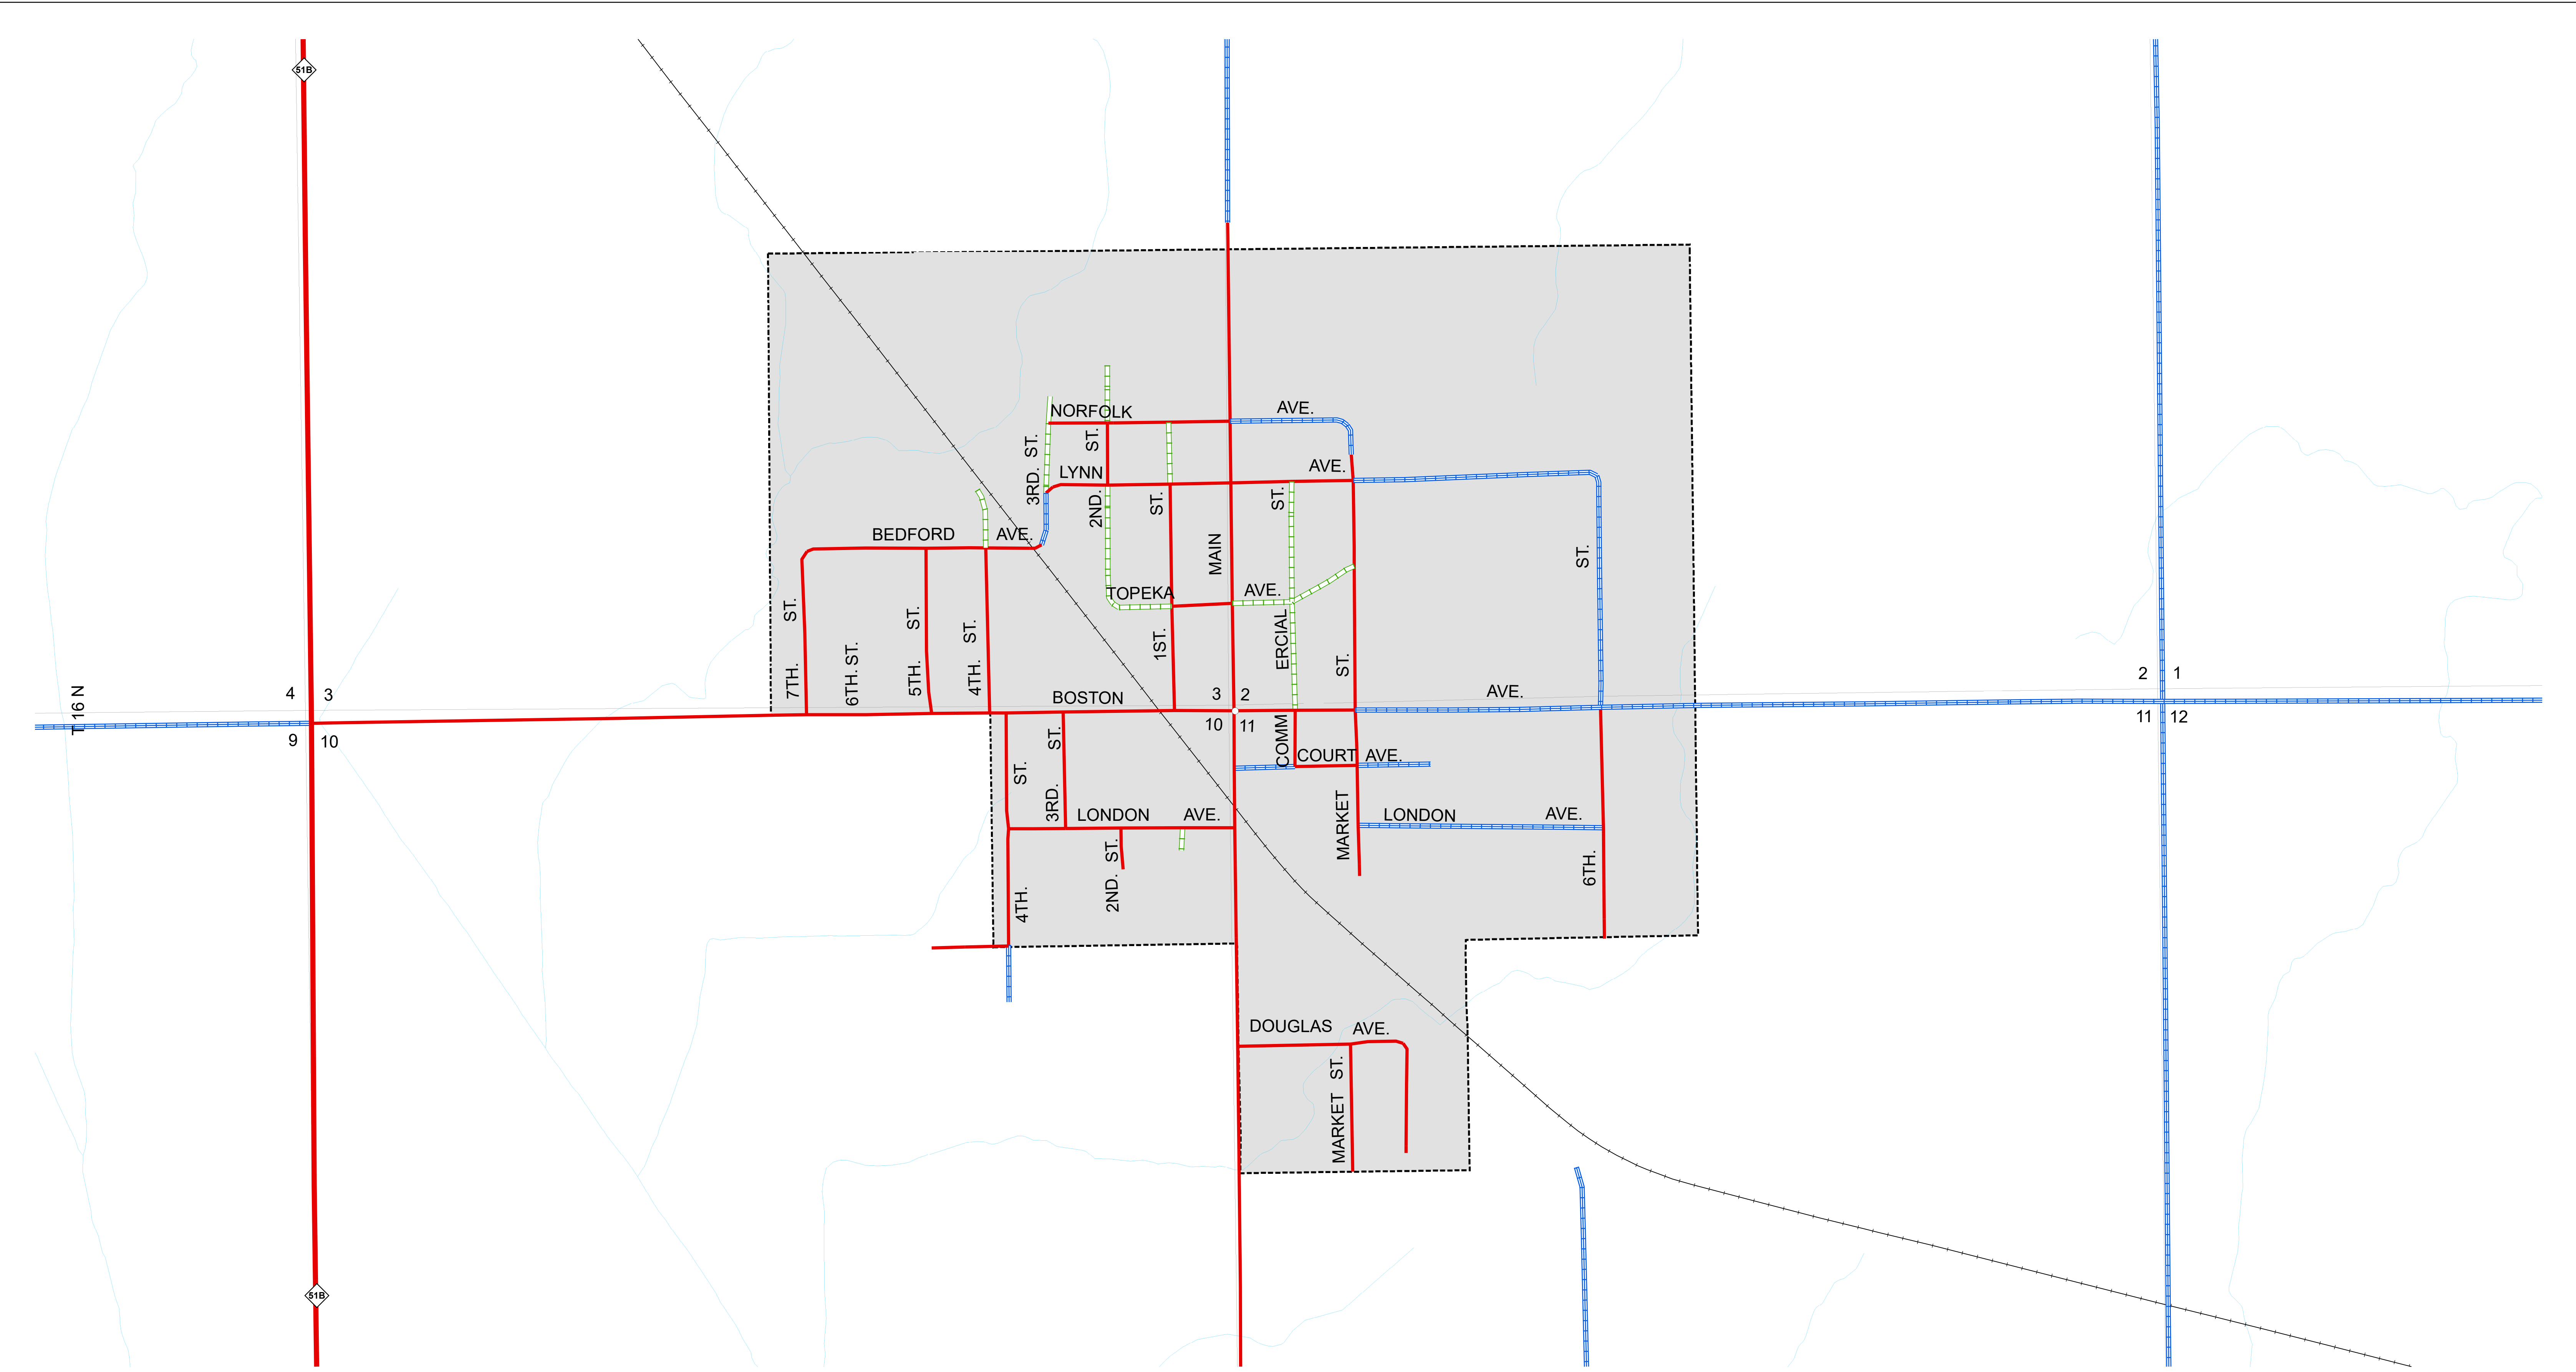 51B
NORFOLK AVE.
3RD. ST.
ST.
LYNN AVE.
2ND.
ST.
ST.
BEDFORD AVE.
MAIN
ST.
TOPEKA AVE.
7TH. ST.
6TH. ST.
5TH. ST.
4TH. ST.
1ST.
COMM ERCIAL
ST.
T 16 N
4 3
9 10
BOSTON AVE.
3 2
10 11
2 1
11 12
ST.
4TH.
3RD. ST.
COURT AVE.
LONDON AVE.
MARKET
LONDON AVE.
2ND. ST.
6TH.
DOUGLAS AVE.
MARKET ST.
51B